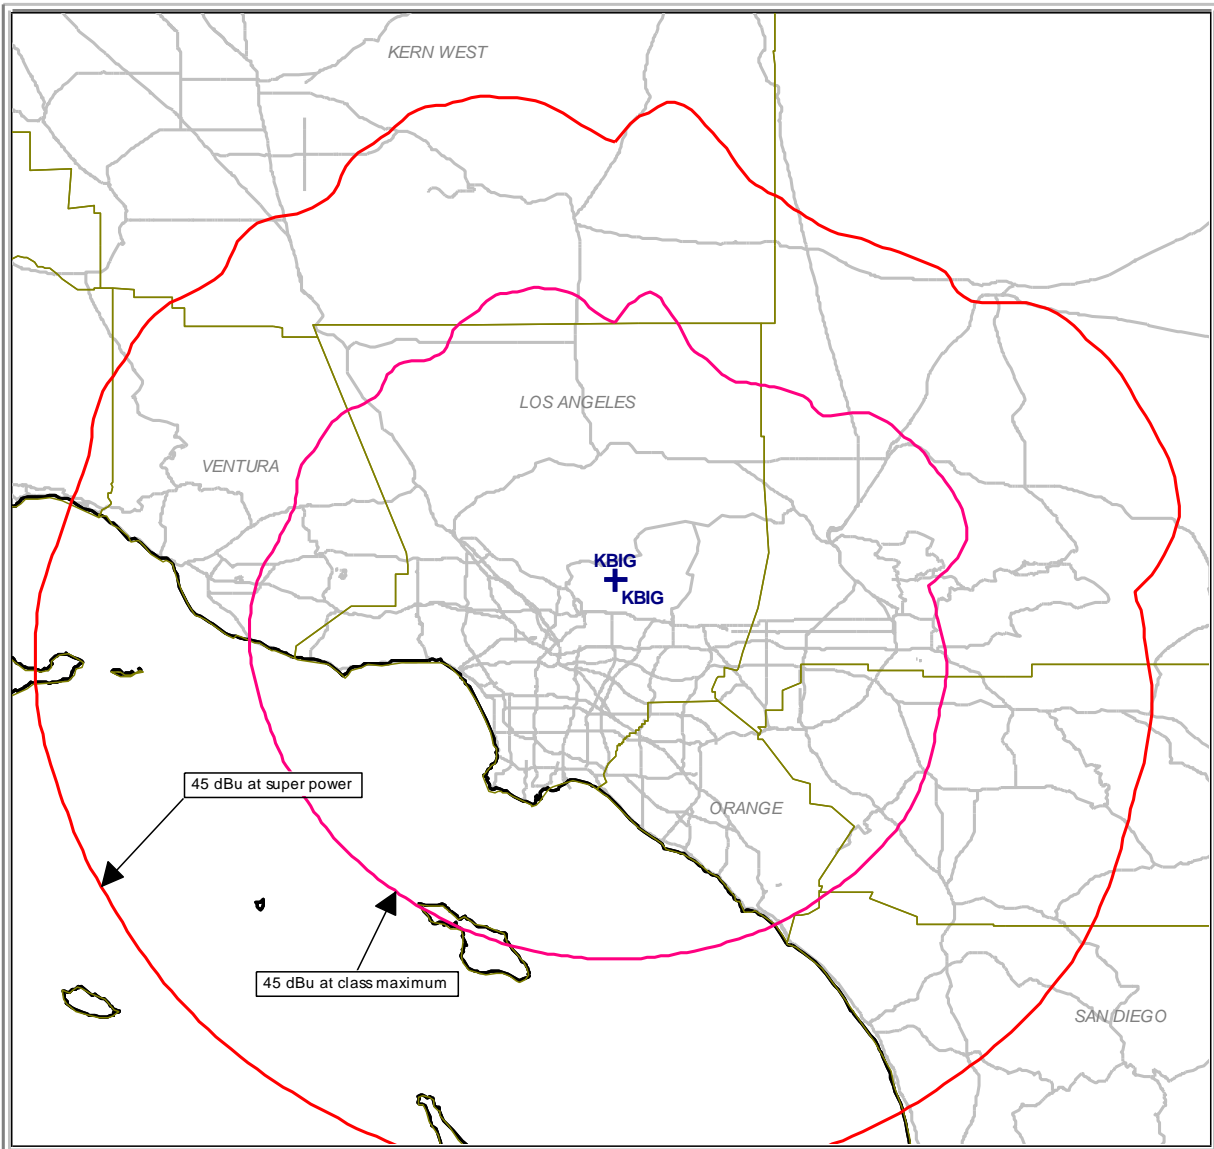 KERN WEST
LOS ANGELES
VENTURA
KBIG
KBIG
45 dBu at super power
ORANGE
45 dBu at class maximum
SAN DIEGO